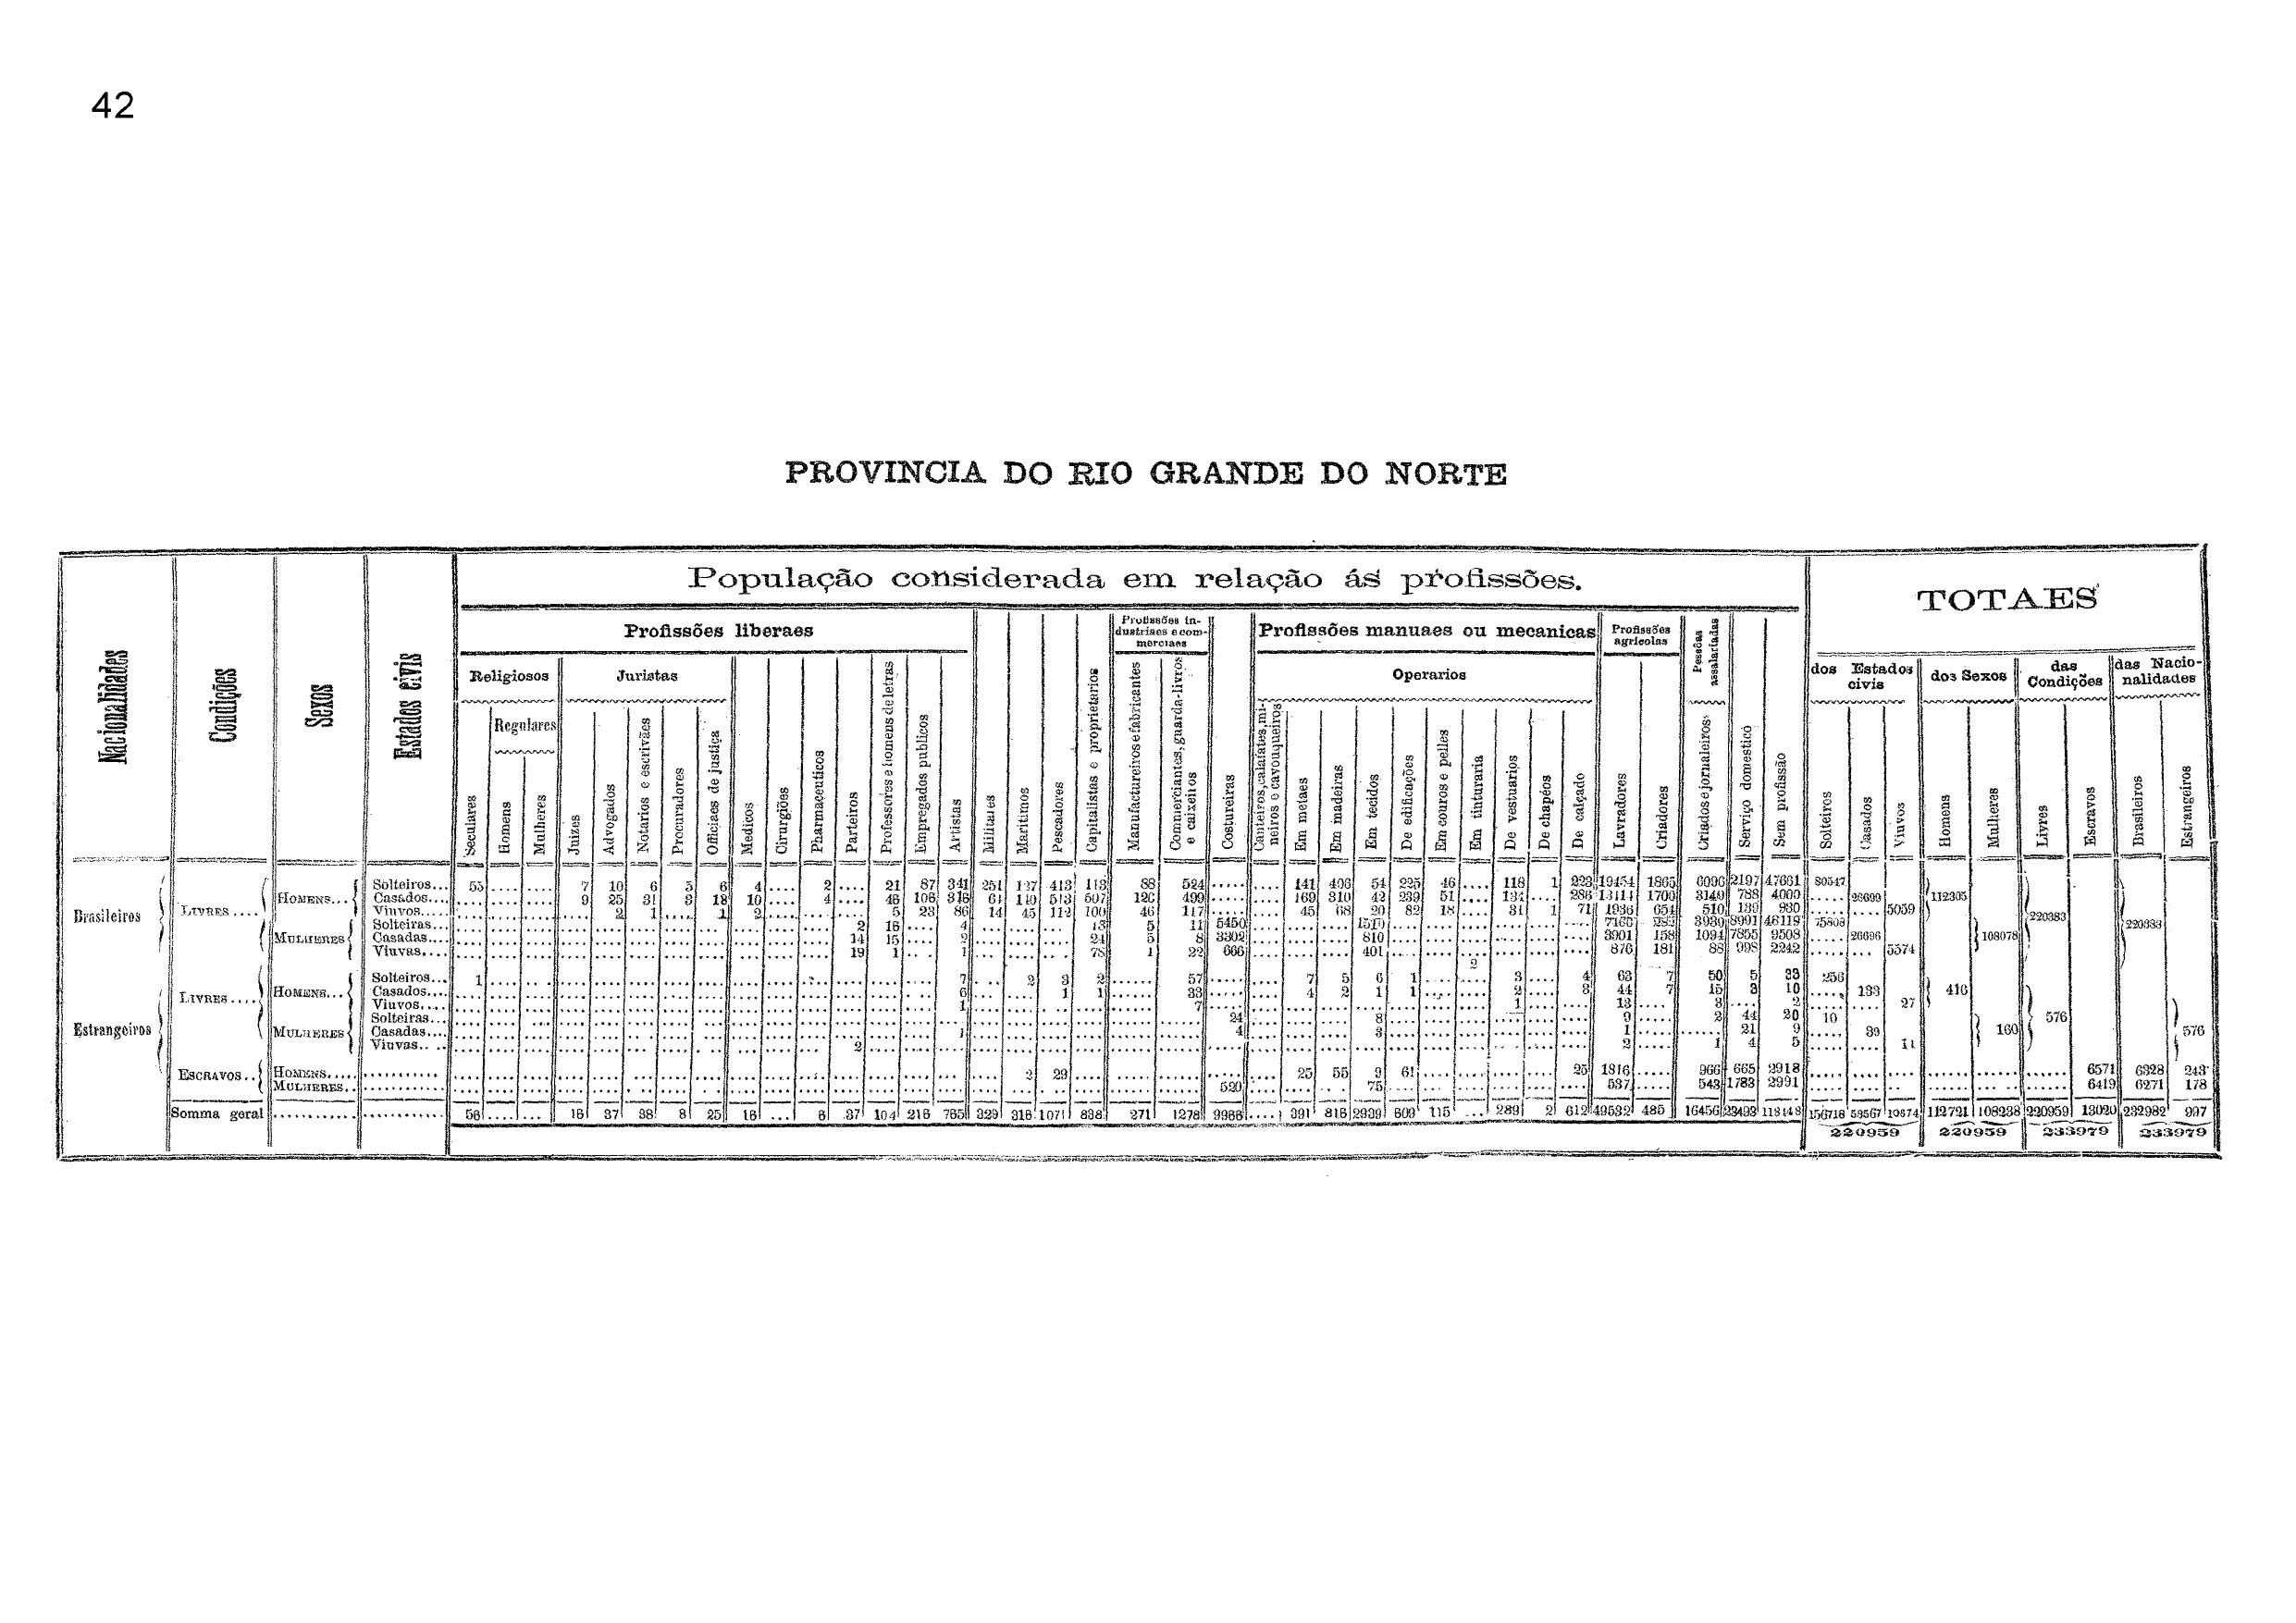 42
PROVINCIA DO RIO GRANDE DO NORTE
Nacionalidades
Condições
Sexos
Estados civis
População considerada em relação ás profissões.
TOTAES
Profissões liberaes
Profissões industriaes e commerciaes
Profissões manuaes ou mecanicas
Profissões agricolas
Pessôas assalariadas
Religiosos
Juristas
Operarios
dos Estados civis
dos Sexos
das Condições
das Nacionalidades
Regulares
Seculares
Homens
Mulheres
Juizes
Advogados
Notarios e escrivães
Procuradores
Officiaes de justiça
Medicos
Cirurgiões
Pharmaceuticos
Parteiros
Professores e homens de letras
Empregados publicos
Artistas
Militares
Maritimos
Pescadores
Capitalistas e proprietarios
Manufactureiros e fabricantes
Commerciantes, guarda-livros e caixeiros
Costureiras
Canteiros, calafates, mineiros e cavouqueiros
Em metaes
Em madeiras
Em tecidos
De edificações
Em couros e pelles
Em tinturaria
De vestuarios
De chapéos
De calçado
Lavradores
Criadores
Criados e jornaleiros
Serviço domestico
Sem profissão
Solteiros
Casados
Viuvos
Homens
Mulheres
Livres
Escravos
Brasileiros
Estrangeiros
Brasileiros
LIVRES ....
HOMENS...
Solteiros... 55 .... .... 7 10 6 5 6 4 .... 2 .... 21 87 341 251 137 413 113 88 524 ..... .... 141 406 54 225 46 .... 118 1 223 19454 1865 6096 2197 47661 80547
Casados... 9 25 31 3 18 10 .... 4 .... 46 106 316 61 110 513 507 126 499 169 310 42 239 51 .... 134 286 13114 1700 3149 788 4000 26699 112305
Viuvos..... 2 1 .... 1 2 5 23 86 14 45 112 100 46 117 45 68 20 82 18 .... 31 1 71 1936 654 510 139 980 5059
220383
220383
MULHERES
Solteiras... 2 16 4 13 5 11 5450 3939 8991 46119 75808
Casadas.... 14 15 9 24 5 8 3302 810 3901 158 1094 7855 9508 26696 108078
Viuvas.... 19 1 1 78 1 22 666 401 876 181 88 998 2242 5574
Estrangeiros
LIVRES ....
HOMENS...
Solteiros... 1 7 2 3 2 57 7 5 6 1 2 3 4 63 7 50 5 33 256
Casados.... 6 1 1 33 4 2 1 1 2 3 44 7 15 3 10 133 416
Viuvos.... 1 7 1 13 3 2 27
576
576
MULHERES
Solteiras... 24 8 9 2 44 20 10
Casadas.... 1 4 3 1 21 9 39 160
Viuvas.. .. 2 2 1 4 5 11
ESCRAVOS..
HOMENS..... 2 29 25 55 9 61 25 1816 966 665 2918 6571 6328 243
MULHERES.. 520 75 537 543 1783 2991 6419 6271 178
Somma geral 56 .... ... 16 37 38 8 25 16 ... 6 37 104 216 765 329 316 1071 838 271 1278 9966 .... 391 816 2939 609 115 ... 289 2 612 49532 485 16456 23493 118148 156718 53567 10674 112721 108238 220959 13020 232982 997
220959 220959 233979 233979